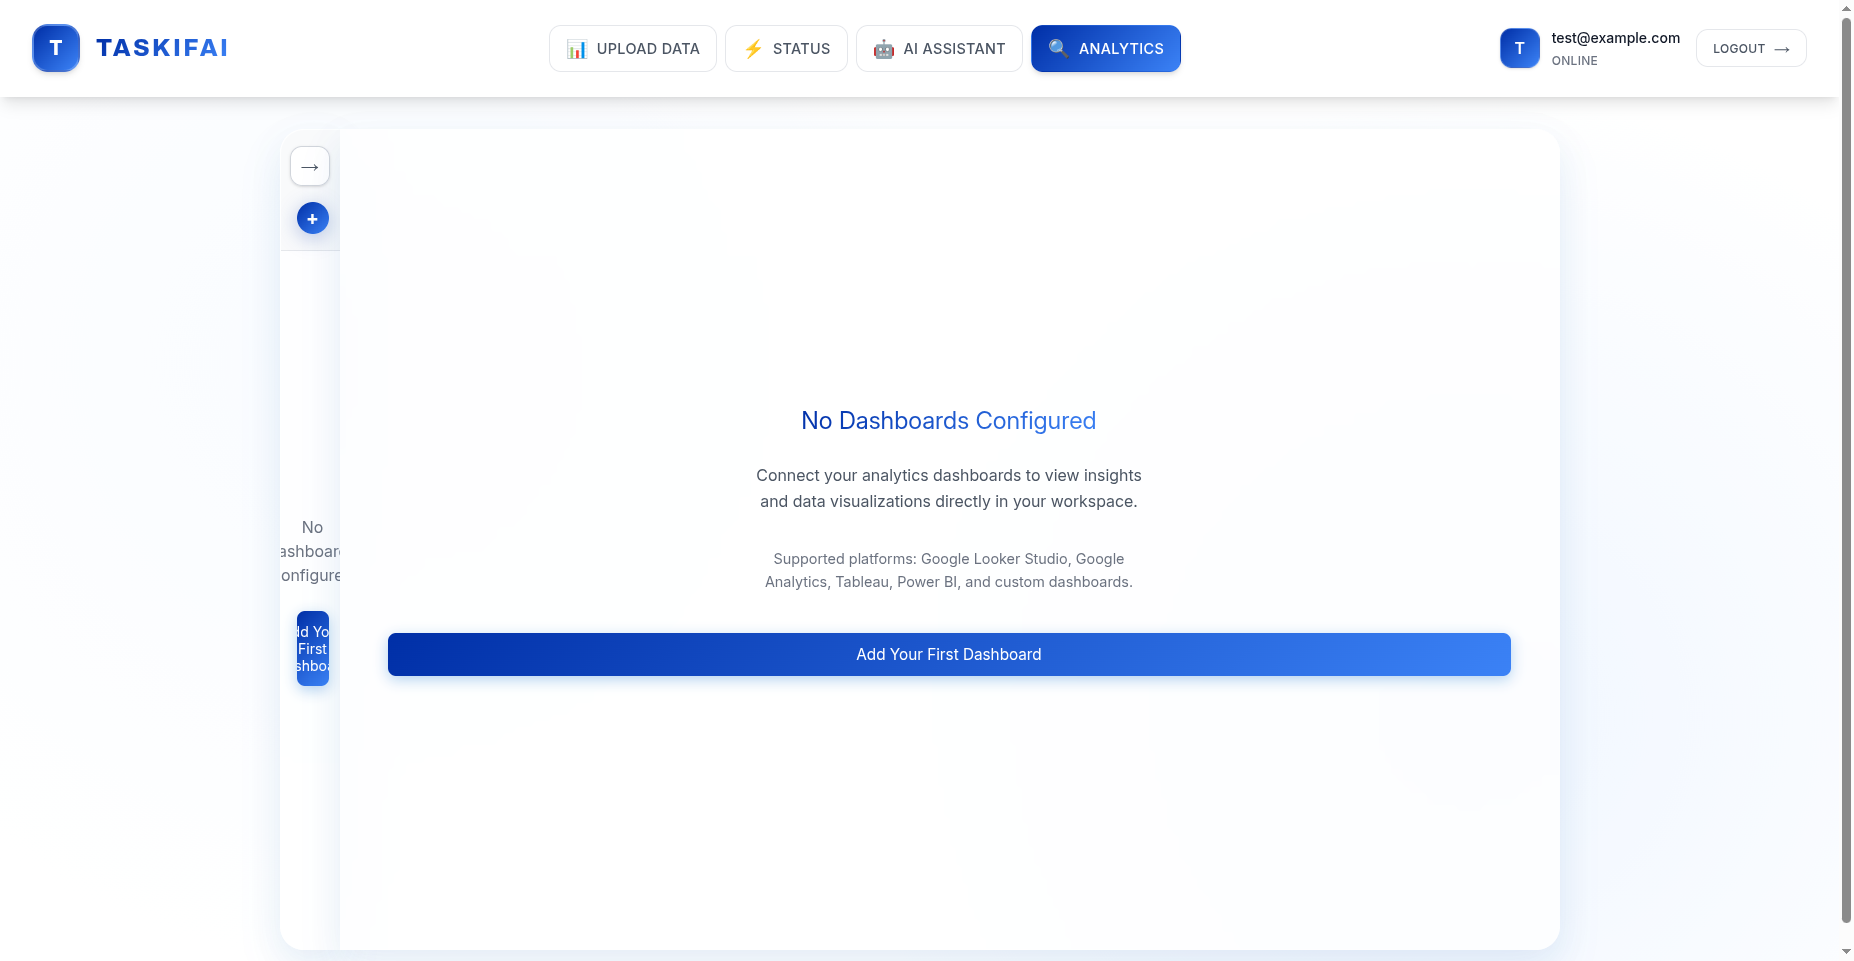 T TASKIFAI
UPLOAD DATA
STATUS
AI ASSISTANT
ANALYTICS
T
test@example.com
ONLINE
LOGOUT →
→
+
No
ashboar
onfigure
dd Yo
First
shboa
No Dashboards Configured
Connect your analytics dashboards to view insights
and data visualizations directly in your workspace.
Supported platforms: Google Looker Studio, Google
Analytics, Tableau, Power BI, and custom dashboards.
Add Your First Dashboard